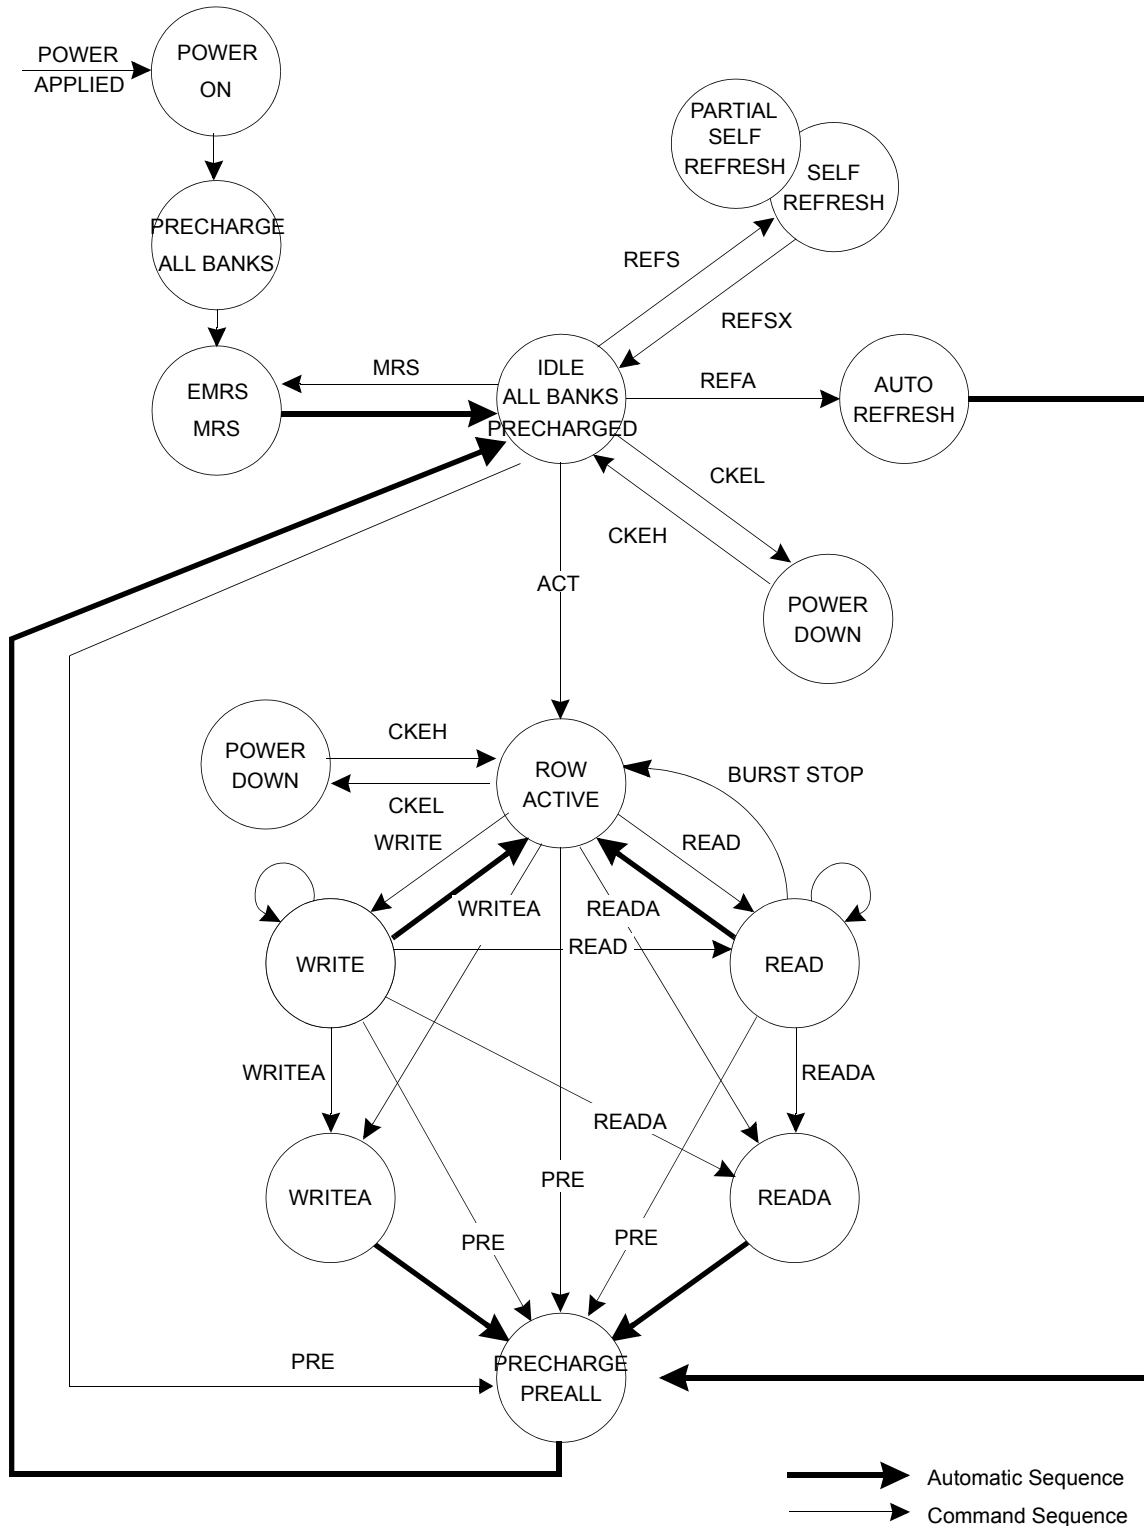 POWER
APPLIED
POWER
ON
PARTIAL
SELF
REFRESH
SELF
REFRESH
PRECHARGE
ALL BANKS
REFS
REFSX
MRS
EMRS
MRS
IDLE
ALL BANKS
PRECHARGED
REFA
AUTO
REFRESH
CKEL
CKEH
ACT
POWER
DOWN
POWER
DOWN
CKEH
CKEL
ROW
ACTIVE
BURST STOP
WRITE
READ
WRITEA
READA
WRITE
READ
READ
WRITEA
READA
READA
WRITEA
PRE
READA
PRE
PRE
PRE
PRECHARGE
PREALL
Automatic Sequence
Command Sequence